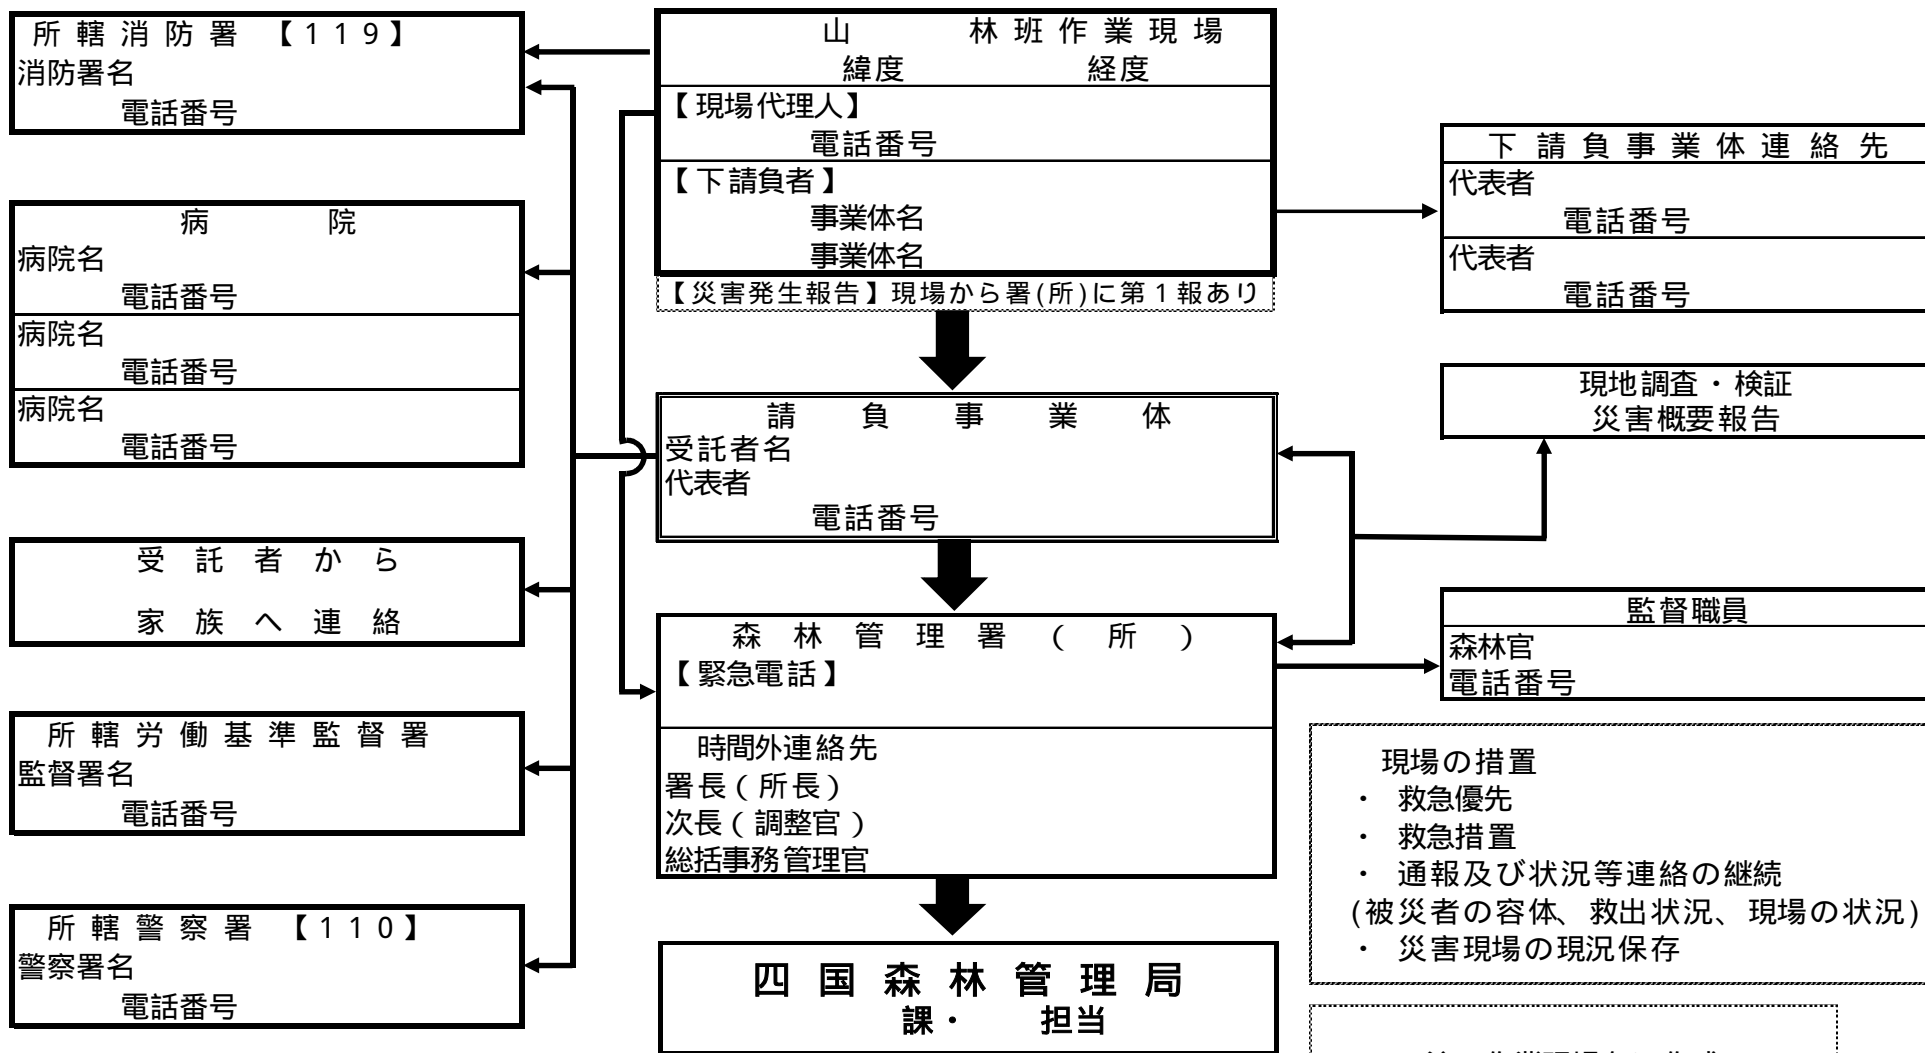 所轄消防署 【119】
消防署名
電話番号
病　院
病院名
電話番号
病院名
電話番号
病院名
電話番号
受託者から
家族へ連絡
所轄労働基準監督署
監督署名
電話番号
所轄警察署 【110】
警察署名
電話番号
山　　林班作業現場
緯度　　経度
【現場代理人】
電話番号
【下請負者】
事業体名
事業体名
【災害発生報告】現場から署(所)に第1報あり
請負事業体
受託者名
代表者
電話番号
森林管理署(所)
【緊急電話】
時間外連絡先
署長(所長)
次長(調整官)
総括事務管理官
四国森林管理局
課・　担当
下請負事業体連絡先
代表者
電話番号
代表者
電話番号
現地調査・検証
災害概要報告
監督職員
森林官
電話番号
現場の措置
・ 救急優先
・ 救急措置
・ 通報及び状況等連絡の継続
(被災者の容体、救出状況、現場の状況)
・ 災害現場の現況保存